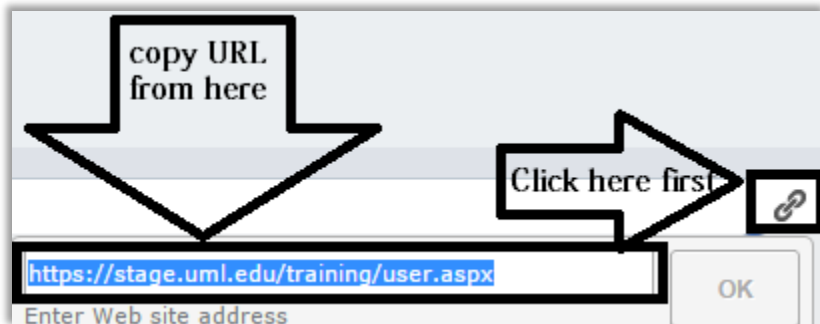 copy URL
from here
Click here first
https://stage.uml.edu/training/user.aspx
OK
Enter Web site address